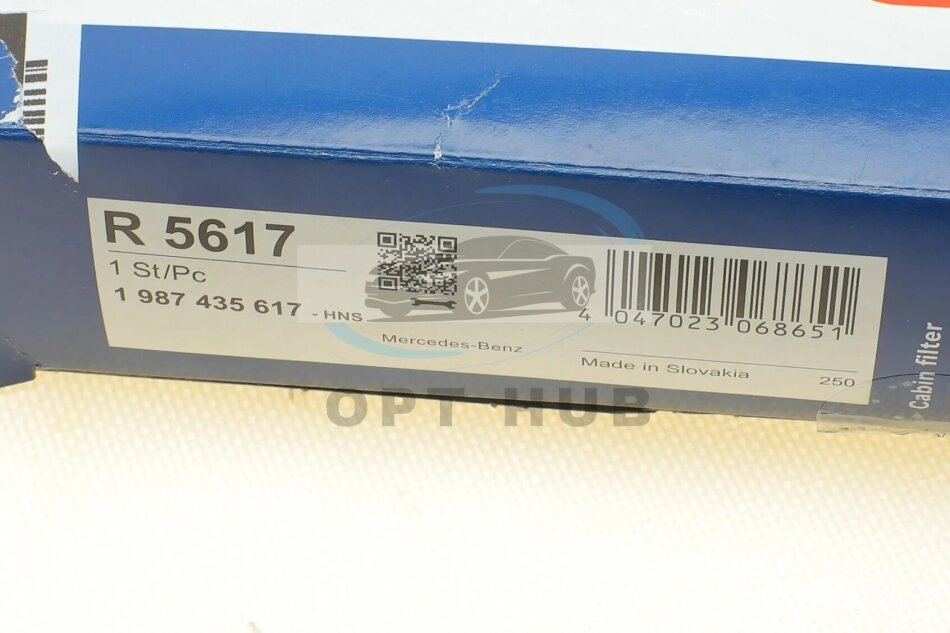 R 5617
1 St/Pc
1 987 435 617 - HNS
Mercedes-Benz
4 047023 068651
Made in Slovakia
250
Cabin filter
OPT HUB